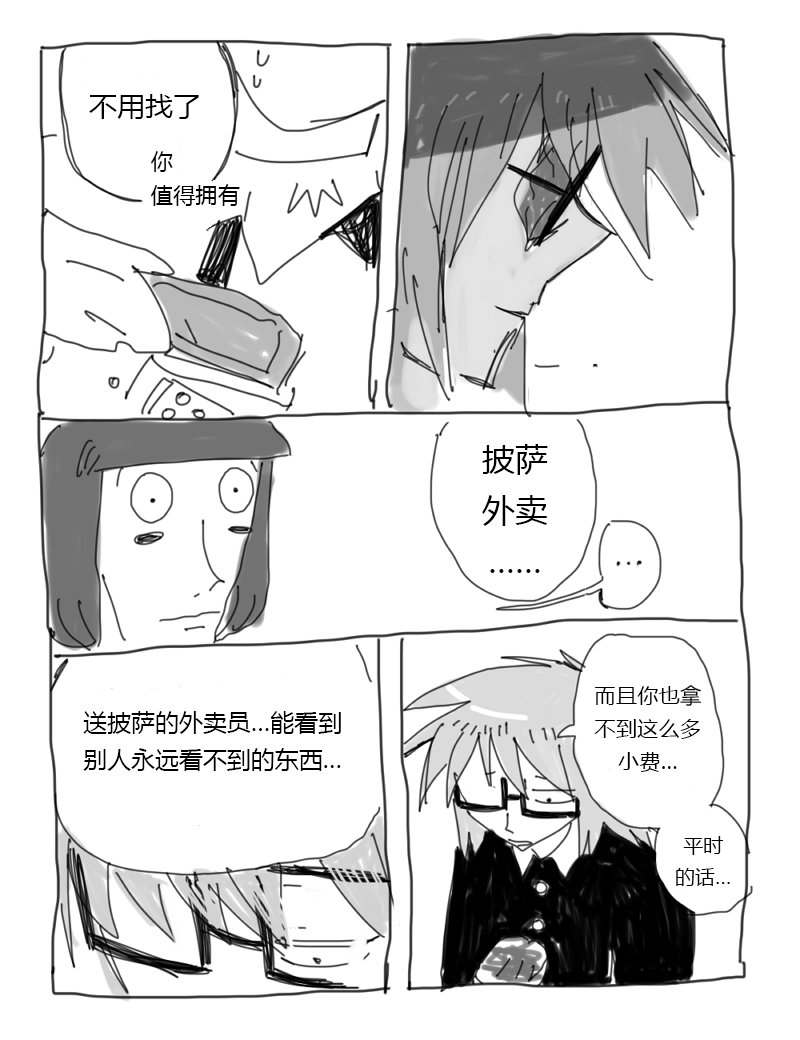 不用找了
你
值得拥有
披萨
外卖
……
...
送披萨的外卖员...能看到
别人永远看不到的东西...
而且你也拿
不到这么多
小费...
平时
的话...